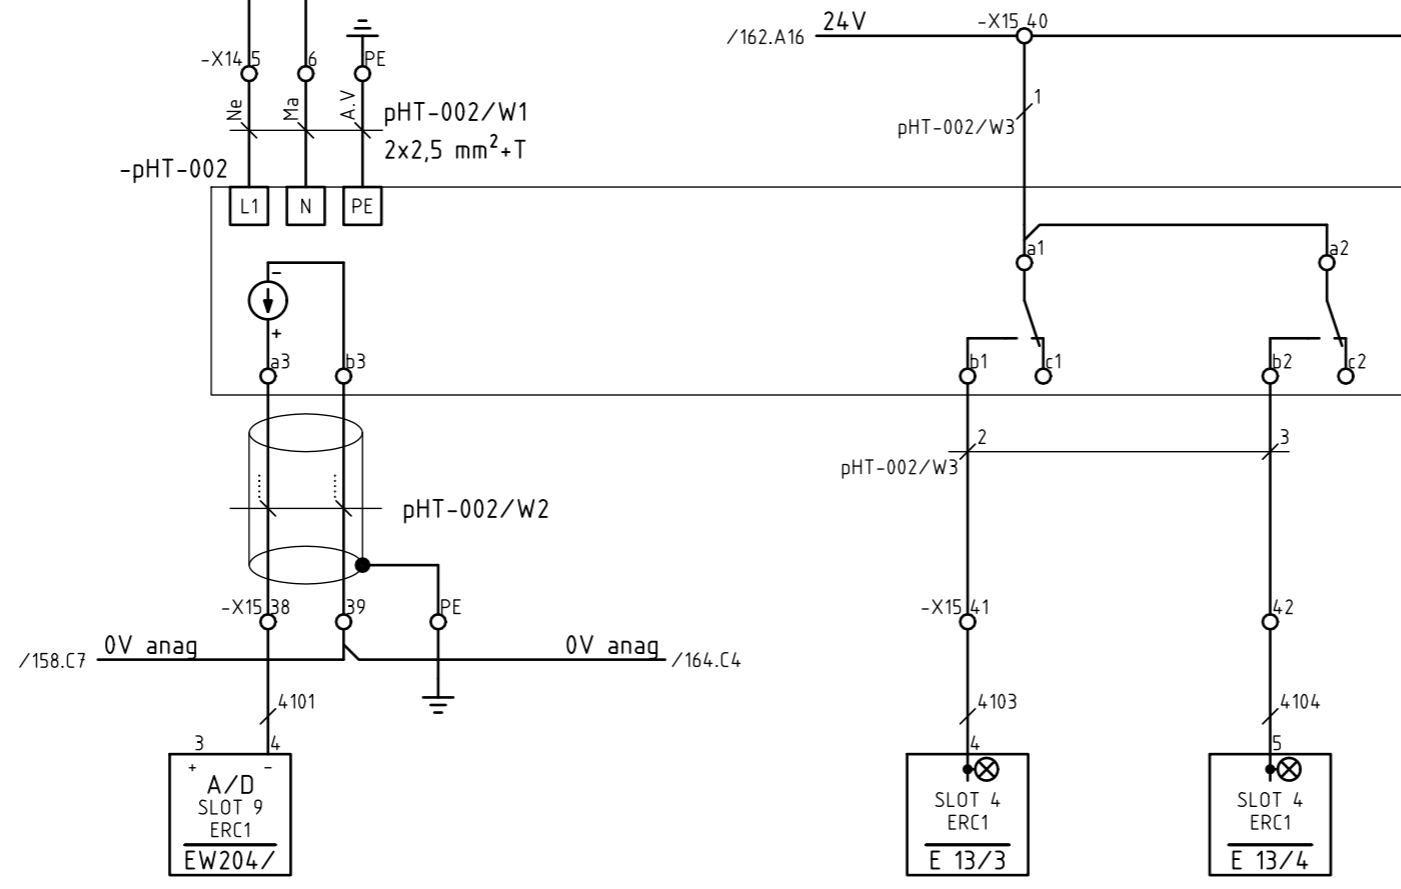 /162.A16 24V -X15 40
-X14 5 6 PE
Ne Ma A.V
pHT-002/W1
2x2,5 mm²+T
1
pHT-002/W3
-pHT-002
L1 N PE
a1 a2
-
+
a3 b3
b1 c1 b2 c2
2 3
pHT-002/W3
pHT-002/W2
-X15 38 39 PE
-X15 41 42
/158.C7 0V anag 0V anag /164.C4
4101
4103 4104
3 4
4 5
+ -
A/D
SLOT 9
ERC1
EW204/
SLOT 4
ERC1
E 13/3
SLOT 4
ERC1
E 13/4